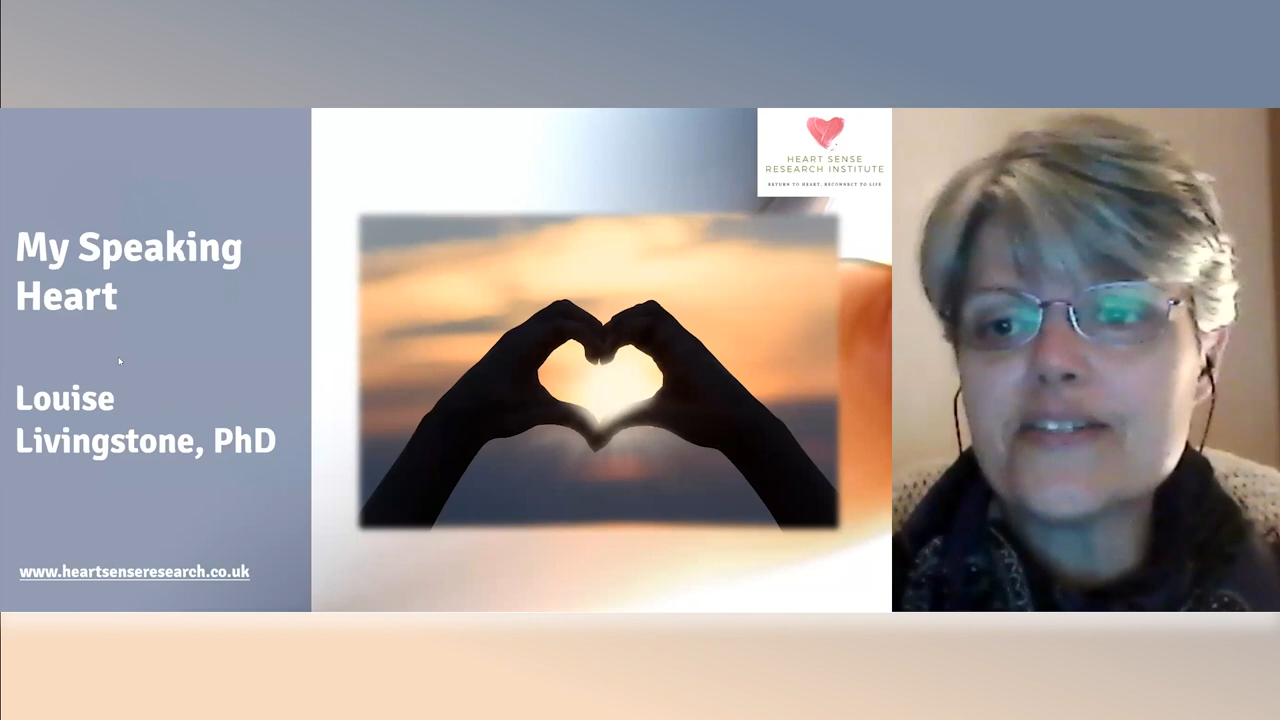 My Speaking
Heart
Louise
Livingstone, PhD
www.heartsenseresearch.co.uk
HEART SENSE
RESEARCH INSTITUTE
RETURN TO HEART, RECONNECT TO LIFE